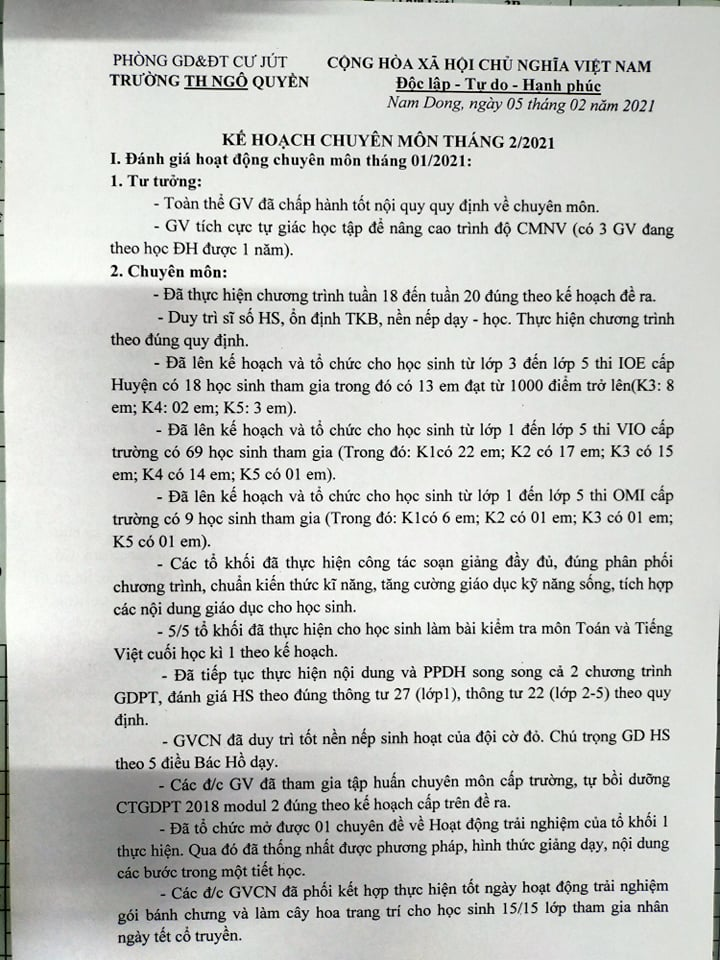 PHÒNG GD&ĐT CƯ JÚT
CỘNG HÒA XÃ HỘI CHỦ NGHĨA VIỆT NAM
TRƯỜNG TH NGÔ QUYỀN
Độc lập - Tự do - Hạnh phúc
Nam Dong, ngày 05 tháng 02 năm 2021
KẾ HOẠCH CHUYÊN MÔN THÁNG 2/2021
I. Đánh giá hoạt động chuyên môn tháng 01/2021:
1. Tư tưởng:
- Toàn thể GV đã chấp hành tốt nội quy quy định về chuyên môn.
- GV tích cực tự giác học tập để nâng cao trình độ CMNV (có 3 GV đang
theo học ĐH được 1 năm).
2. Chuyên môn:
- Đã thực hiện chương trình tuần 18 đến tuần 20 đúng theo kế hoạch đề ra.
- Duy trì sĩ số HS, ổn định TKB, nền nếp dạy - học. Thực hiện chương trình
theo đúng quy định.
- Đã lên kế hoạch và tổ chức cho học sinh từ lớp 3 đến lớp 5 thi IOE cấp
Huyện có 18 học sinh tham gia trong đó có 13 em đạt từ 1000 điểm trở lên(K3: 8
em; K4: 02 em; K5: 3 em).
- Đã lên kế hoạch và tổ chức cho học sinh từ lớp 1 đến lớp 5 thi VIO cấp
trường có 69 học sinh tham gia (Trong đó: K1có 22 em; K2 có 17 em; K3 có 15
em; K4 có 14 em; K5 có 01 em).
- Đã lên kế hoạch và tổ chức cho học sinh từ lớp 1 đến lớp 5 thi OMI cấp
trường có 9 học sinh tham gia (Trong đó: K1có 6 em; K2 có 01 em; K3 có 01 em;
K5 có 01 em).
- Các tổ khối đã thực hiện công tác soạn giảng đầy đủ, đúng phân phối
chương trình, chuẩn kiến thức kĩ năng, tăng cường giáo dục kỹ năng sống, tích hợp
các nội dung giáo dục cho học sinh.
- 5/5 tổ khối đã thực hiện cho học sinh làm bài kiểm tra môn Toán và Tiếng
Việt cuối học kì 1 theo kế hoạch.
- Đã tiếp tục thực hiện nội dung và PPDH song song cả 2 chương trình
GDPT, đánh giá HS theo đúng thông tư 27 (lớp1), thông tư 22 (lớp 2-5) theo quy
định.
- GVCN đã duy trì tốt nền nếp sinh hoạt của đội cờ đỏ. Chú trọng GD HS
theo 5 điều Bác Hồ dạy.
- Các đ/c GV đã tham gia tập huấn chuyên môn cấp trường, tự bồi dưỡng
CTGDPT 2018 modul 2 đúng theo kế hoạch cấp trên đề ra.
- Đã tổ chức mở được 01 chuyên đề về Hoạt động trải nghiệm của tổ khối 1
thực hiện. Qua đó đã thống nhất được phương pháp, hình thức giảng dạy, nội dung
các bước trong một tiết học.
- Các đ/c GVCN đã phối kết hợp thực hiện tốt ngày hoạt động trải nghiệm
gói bánh chưng và làm cây hoa trang trí cho học sinh 15/15 lớp tham gia nhân
ngày tết cổ truyền.